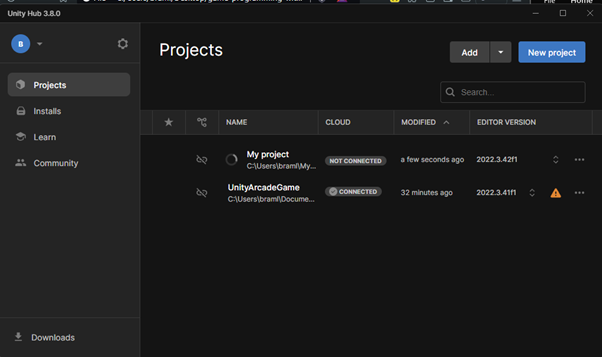 Unity Hub 3.8.0
B
Projects
Installs
Learn
Community
Downloads
Projects
Add
New project
Search...
NAME CLOUD MODIFIED EDITOR VERSION
My project
C:\Users\braml\My...
NOT CONNECTED
a few seconds ago
2022.3.42f1
UnityArcadeGame
C:\Users\braml\Docume...
CONNECTED
32 minutes ago
2022.3.41f1
File
Home